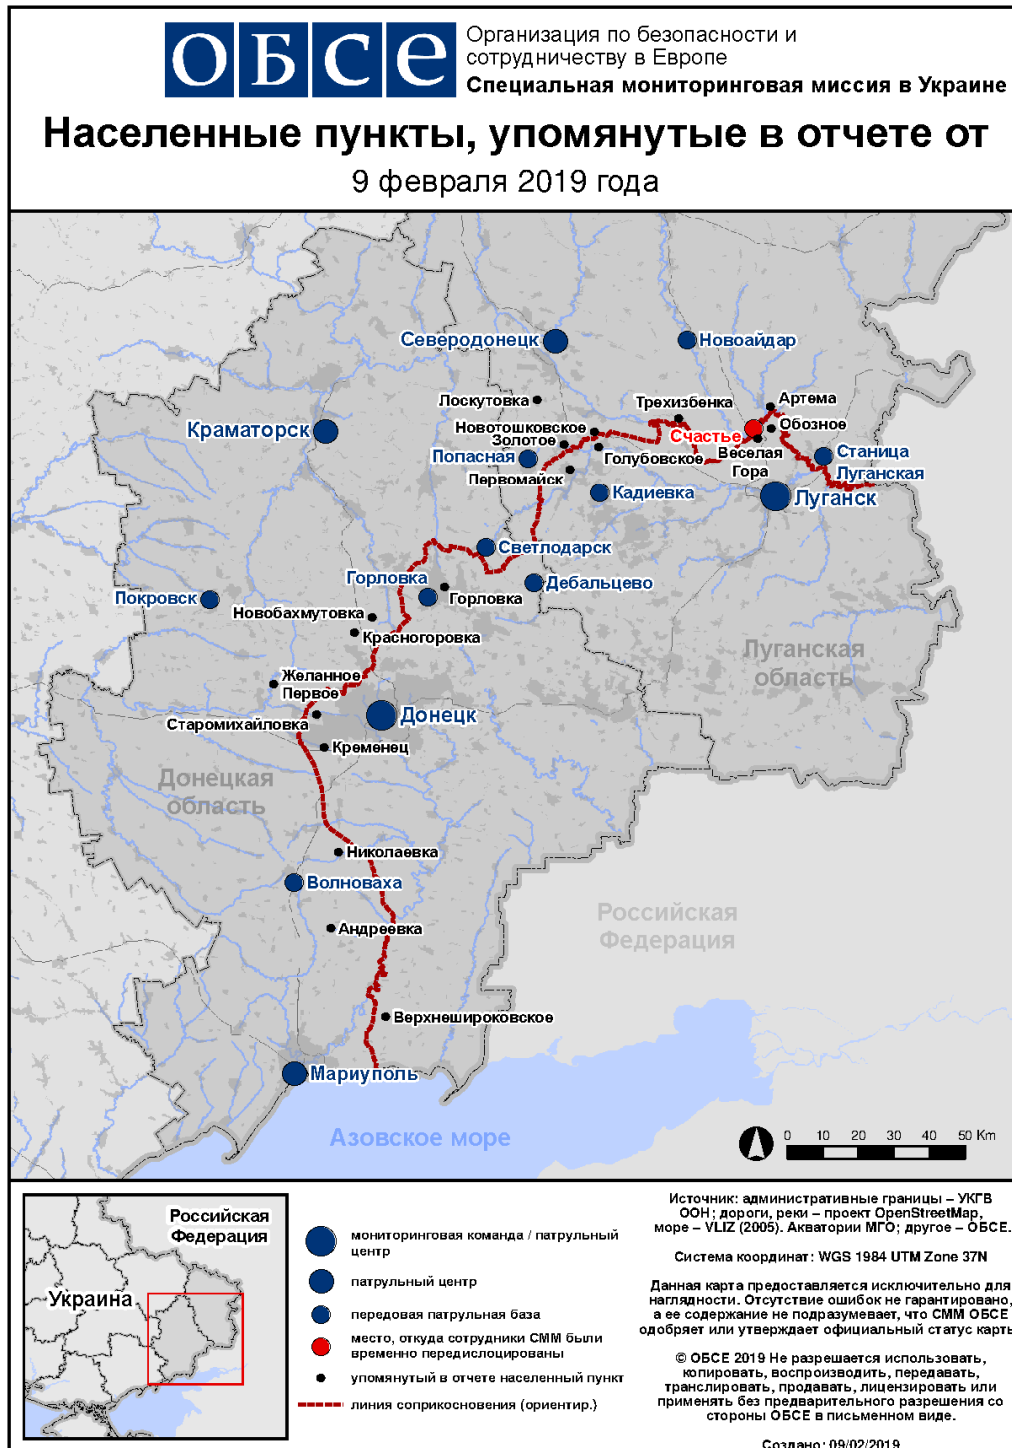 ОБСЕ
Организация по безопасности и
сотрудничеству в Европе
Специальная мониторинговая миссия в Украине
Населенные пункты, упомянутые в отчете от
9 февраля 2019 года
Северодонецк
Новоайдар
Лоскутовка
Трехизбенка
Артема
Краматорск
Новотошковское
Золотое
Счастье
Обозное
Попасная
Голубовское
Веселая
Гора
Станица
Луганская
Первомайск
Кадиевка
Луганск
Светлодарск
Горловка
Дебальцево
Покровск
Горловка
Новобахмутовка
Красногоровка
Луганская
область
Желанное
Первое
Старомихайловка
Донецк
Кременец
Донецкая
область
Николаевка
Волноваха
Андреевка
Российская
Федерация
Верхнешироковское
Мариуполь
Азовское море
0 10 20 30 40 50 Km
Российская
Федерация
Украина
мониторинговая команда / патрульный
центр
патрульный центр
передовая патрульная база
место, откуда сотрудники СММ были
временно передислоцированы
упомянутый в отчете населенный пункт
линия соприкосновения (ориентир.)
Источник: административные границы – УКГВ
ООН; дороги, реки – проект OpenStreetMap,
море – VLIZ (2005). Акватории МГО; другое – ОБСЕ.
Система координат: WGS 1984 UTM Zone 37N
Данная карта предоставляется исключительно для
наглядности. Отсутствие ошибок не гарантировано,
а ее содержание не подразумевает, что СММ ОБСЕ
одобряет или утверждает официальный статус карты
© ОБСЕ 2019 Не разрешается использовать,
копировать, воспроизводить, передавать,
транслировать, продавать, лицензировать или
применять без предварительного разрешения со
стороны ОБСЕ в письменном виде.
Создано: 09/02/2019